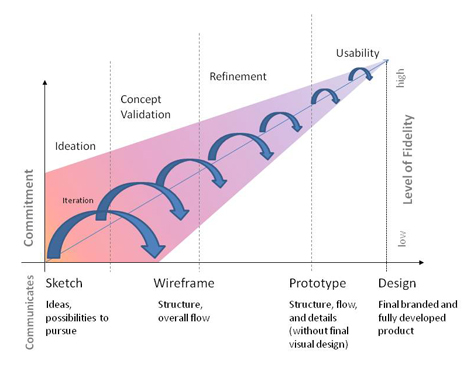 Usability
Refinement
Concept
Validation
Ideation
Iteration
Commitment
Level of Fidelity
high
low
Communicates
Sketch
Ideas,
possibilities to
pursue
Wireframe
Structure,
overall flow
Prototype
Structure, flow,
and details
(without final
visual design)
Design
Final branded and
fully developed
product